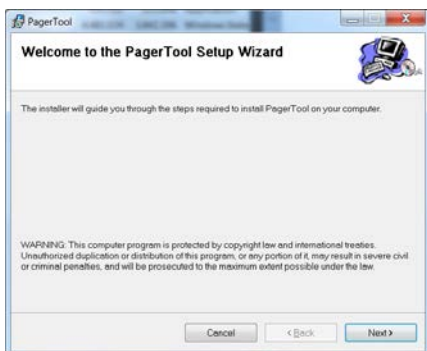 PagerTool
Welcome to the PagerTool Setup Wizard
The installer will guide you through the steps required to install PagerTool on your computer.
WARNING: This computer program is protected by copyright law and international treaties.
Unauthorized duplication or distribution of this program, or any portion of it, may result in severe civil
or criminal penalties, and will be prosecuted to the maximum extent possible under the law.
Cancel
< Back
Next >